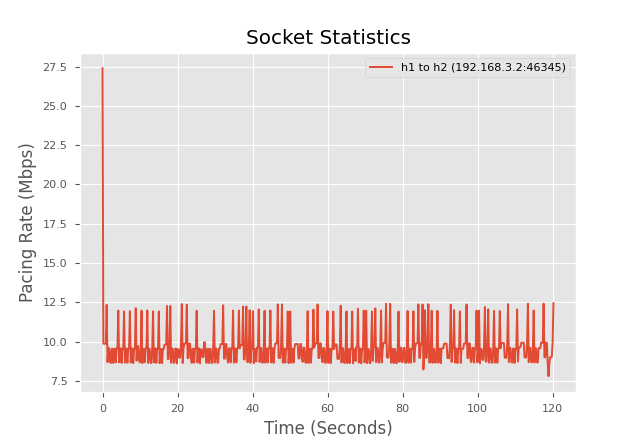 Socket Statistics
h1 to h2 (192.168.3.2:46345)
Pacing Rate (Mbps)
27.5
25.0
22.5
20.0
17.5
15.0
12.5
10.0
7.5
0 20 40 60 80 100 120
Time (Seconds)